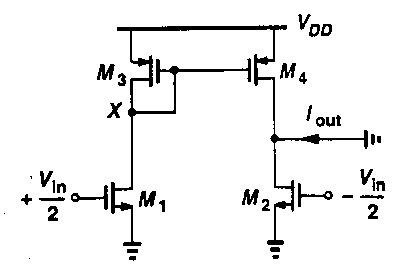 V_DD
M_3
M_4
X
I_out
+ V_in/2
M_1
M_2
− V_in/2